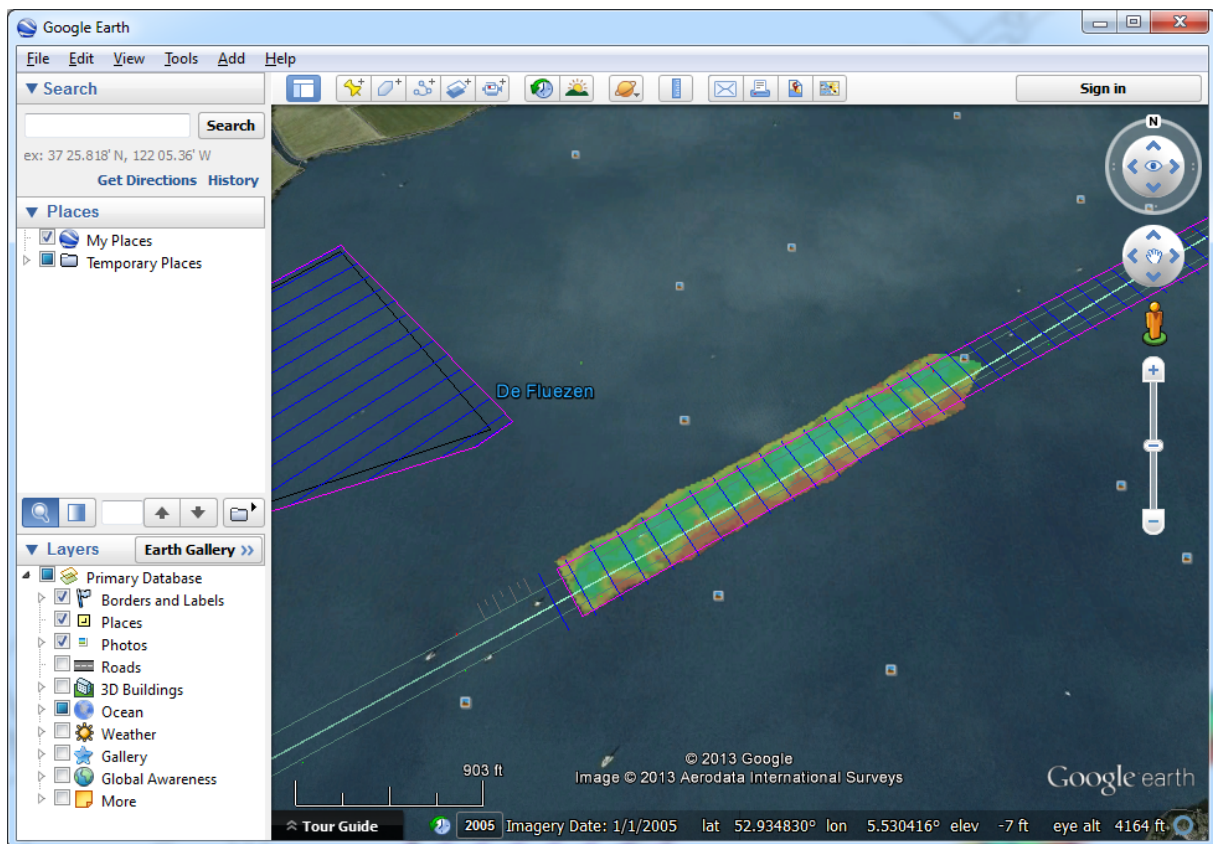 Google Earth
File Edit View Tools Add Help
Search
Sign in
Search
ex: 37 25.818' N, 122 05.36' W
Get Directions History
Places
My Places
Temporary Places
Layers
Earth Gallery »
Primary Database
Borders and Labels
Places
Photos
Roads
3D Buildings
Ocean
Weather
Gallery
Global Awareness
More
N
De Fluezen
903 ft
© 2013 Google
Image © 2013 Aerodata International Surveys
Google earth
Tour Guide
2005
Imagery Date: 1/1/2005 lat 52.934830° lon 5.530416° elev -7 ft eye alt 4164 ft